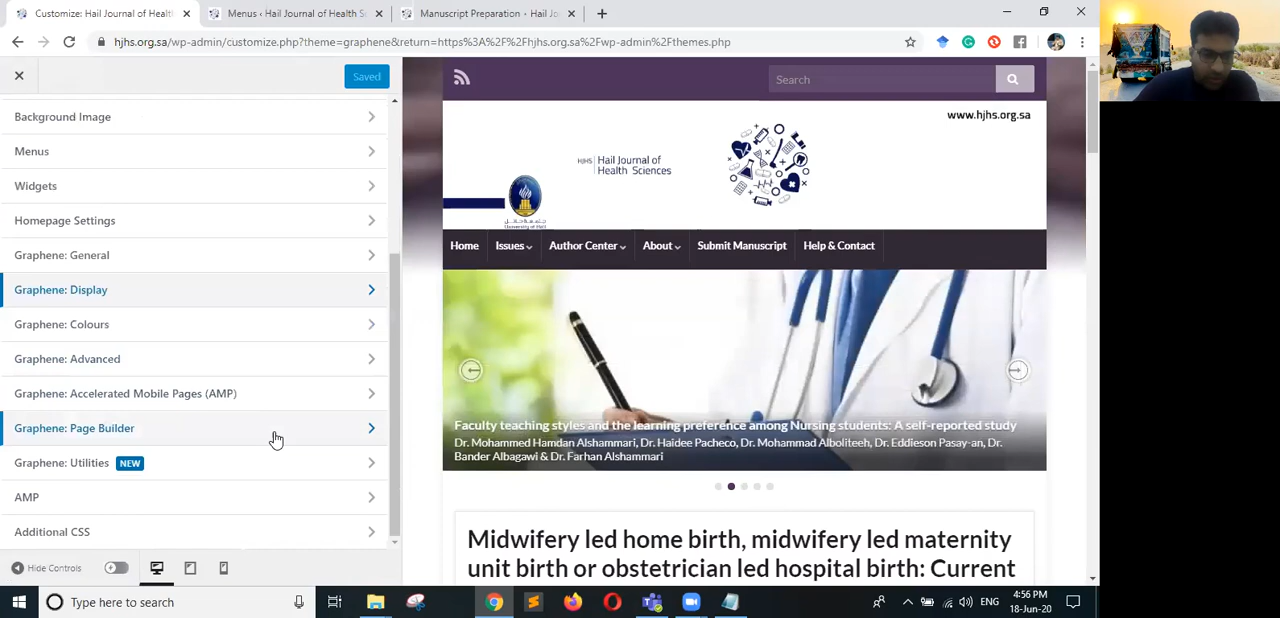 Customize: Hail Journal of Health
Menus ‹ Hail Journal of Health S
Manuscript Preparation - Hail Jo
hjhs.org.sa/wp-admin/customize.php?theme=graphene&return=https%3A%2F%2Fhjhs.org.sa%2Fwp-admin%2Fthemes.php
Saved
Background Image
Menus
Widgets
Homepage Settings
Graphene: General
Graphene: Display
Graphene: Colours
Graphene: Advanced
Graphene: Accelerated Mobile Pages (AMP)
Graphene: Page Builder
Graphene: Utilities NEW
AMP
Additional CSS
Hide Controls
Search
www.hjhs.org.sa
HJHS Hail Journal of
Health Sciences
University of Hail
Home Issues Author Center About Submit Manuscript Help & Contact
Faculty teaching styles and the learning preference among Nursing students: A self-reported study
Dr. Mohammed Hamdan Alshammari, Dr. Haidee Pacheco, Dr. Mohammad Alboliteeh, Dr. Eddieson Pasay-an, Dr.
Bander Albagawi & Dr. Farhan Alshammari
Midwifery led home birth, midwifery led maternity
unit birth or obstetrician led hospital birth: Current
Type here to search
ENG
4:56 PM
18-Jun-20